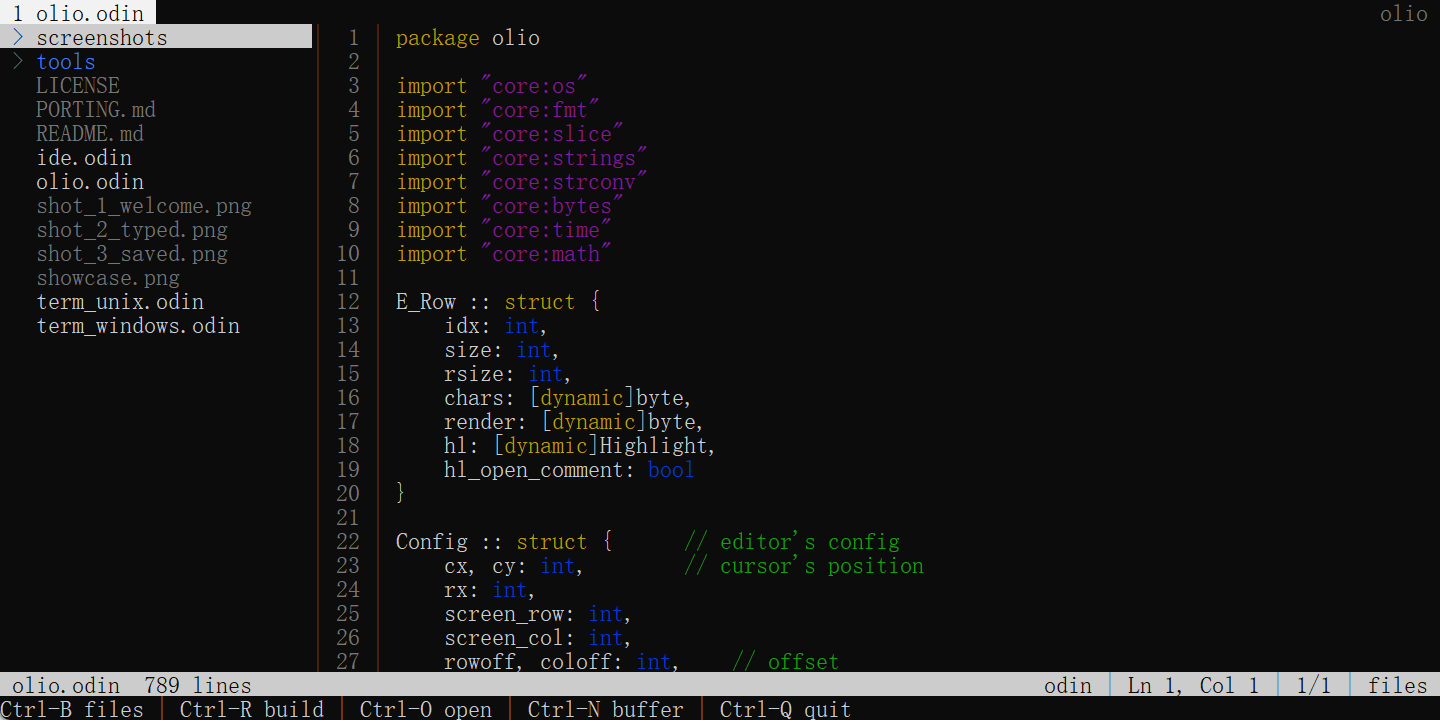 1 olio.odin olio
> screenshots
> tools
LICENSE
PORTING.md
README.md
ide.odin
olio.odin
shot_1_welcome.png
shot_2_typed.png
shot_3_saved.png
showcase.png
term_unix.odin
term_windows.odin
1 package olio
2
3 import "core:os"
4 import "core:fmt"
5 import "core:slice"
6 import "core:strings"
7 import "core:strconv"
8 import "core:bytes"
9 import "core:time"
10 import "core:math"
11
12 E_Row :: struct {
13     idx: int,
14     size: int,
15     rsize: int,
16     chars: [dynamic]byte,
17     render: [dynamic]byte,
18     hl: [dynamic]Highlight,
19     hl_open_comment: bool
20 }
21
22 Config :: struct {      // editor's config
23     cx, cy: int,        // cursor's position
24     rx: int,
25     screen_row: int,
26     screen_col: int,
27     rowoff, coloff: int,    // offset
olio.odin  789 lines odin | Ln 1, Col 1 | 1/1 | files
Ctrl-B files | Ctrl-R build | Ctrl-O open | Ctrl-N buffer | Ctrl-Q quit